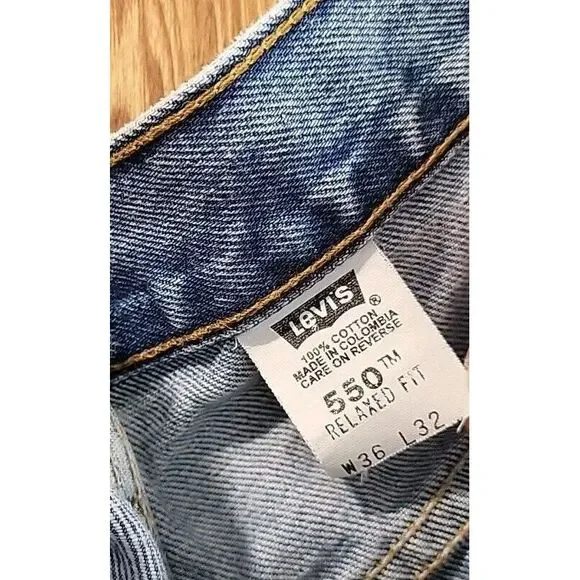 LEVI'S ®
100% COTTON
MADE IN COLOMBIA
CARE ON REVERSE
550™
RELAXED FIT
W36 L32